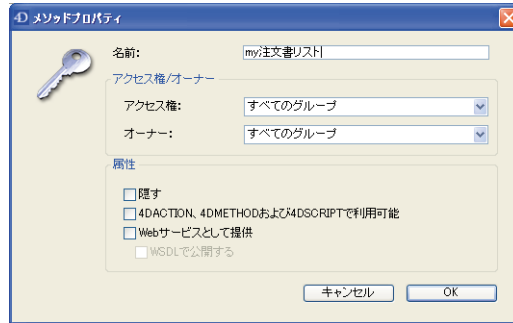 4D メソッドプロパティ
名前: my注文書リスト
アクセス権/オーナー
アクセス権: すべてのグループ
オーナー: すべてのグループ
属性
隠す
4DACTION、4DMETHODおよび4DSCRIPTで利用可能
Webサービスとして提供
WSDLで公開する
キャンセル OK